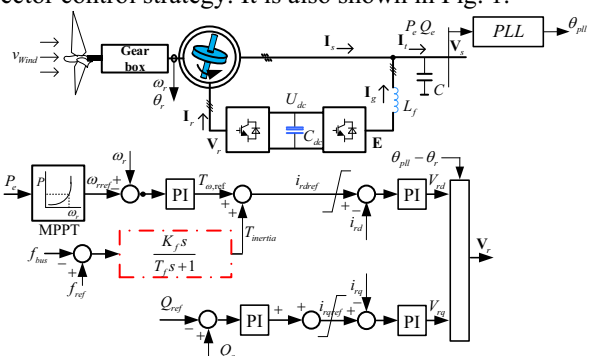 ector control strategy. It is also shown in Fig. 1.
v_Wind
Gear box
ω_r
θ_r
I_r
V_r
U_dc
C_dc
E
I_s
I_t
P_e Q_e
V_s
PLL
θ_pll
C
I_g
L_f
P_e
P
ω_r
MPPT
ω_rref
+
−
ω_r
PI
T_ω,ref
+
+
T_inertia
i_rdref
+
−
i_rd
PI
V_rd
θ_pll − θ_r
V_r
f_bus
−
+
f_ref
K_f s
T_f s+1
Q_ref
−
+
PI
+
i_rqref
+
−
i_rq
PI
V_rq